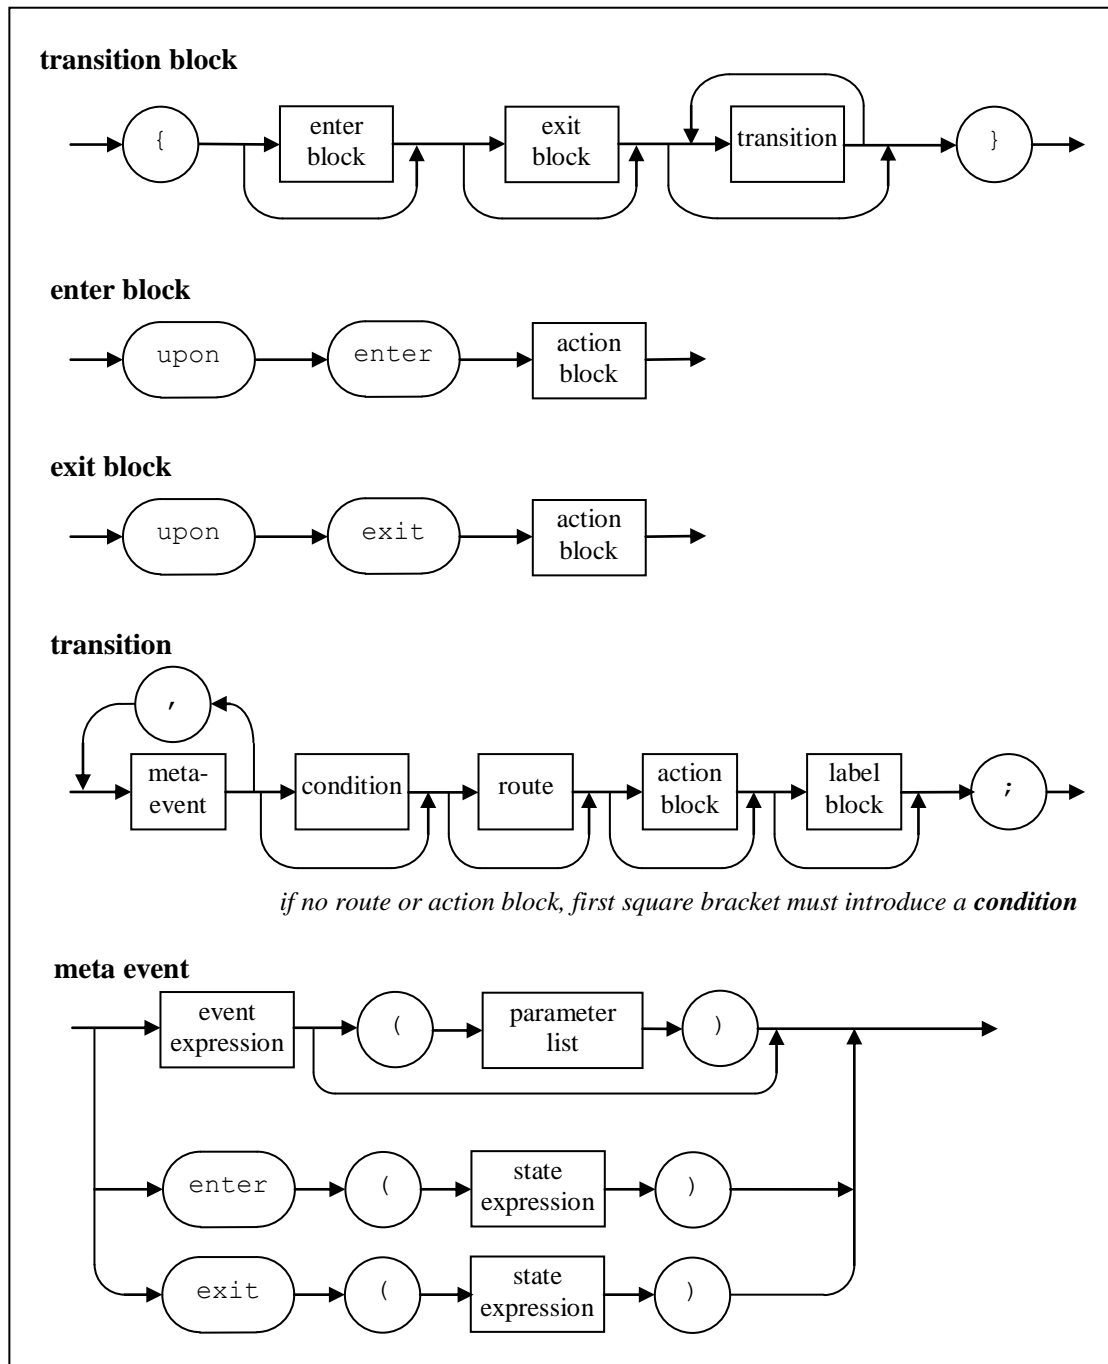 transition block
{
enter
block
exit
block
transition
}
enter block
upon
enter
action
block
exit block
upon
exit
action
block
transition
,
meta-
event
condition
route
action
block
label
block
;
if no route or action block, first square bracket must introduce a condition
meta event
event
expression
(
parameter
list
)
enter
(
state
expression
)
exit
(
state
expression
)